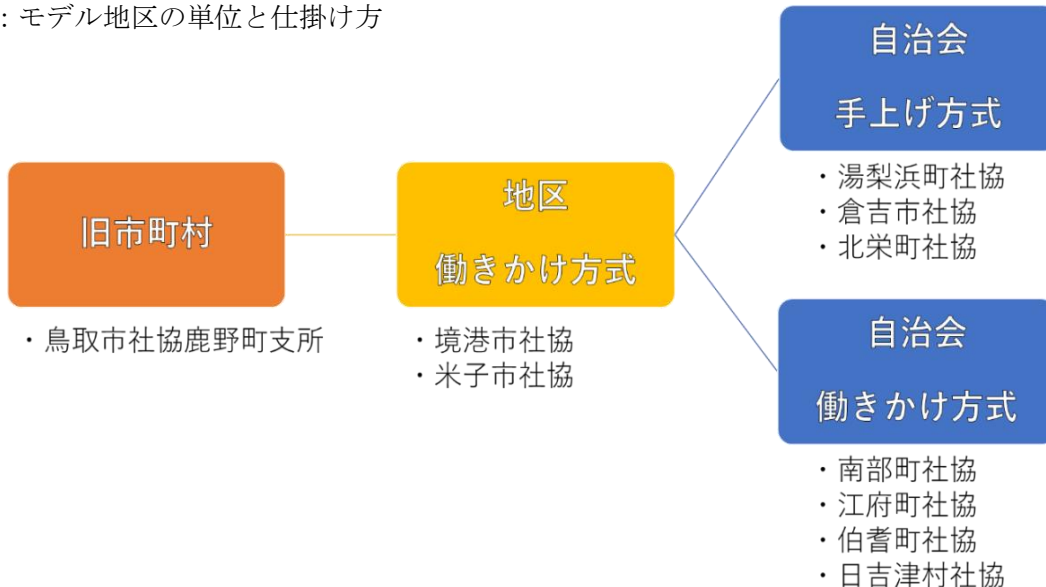 : モデル地区の単位と仕掛け方
旧市町村
・鳥取市社協鹿野町支所
地区
働きかけ方式
・境港市社協
・米子市社協
自治会
手上げ方式
・湯梨浜町社協
・倉吉市社協
・北栄町社協
自治会
働きかけ方式
・南部町社協
・江府町社協
・伯耆町社協
・日吉津村社協